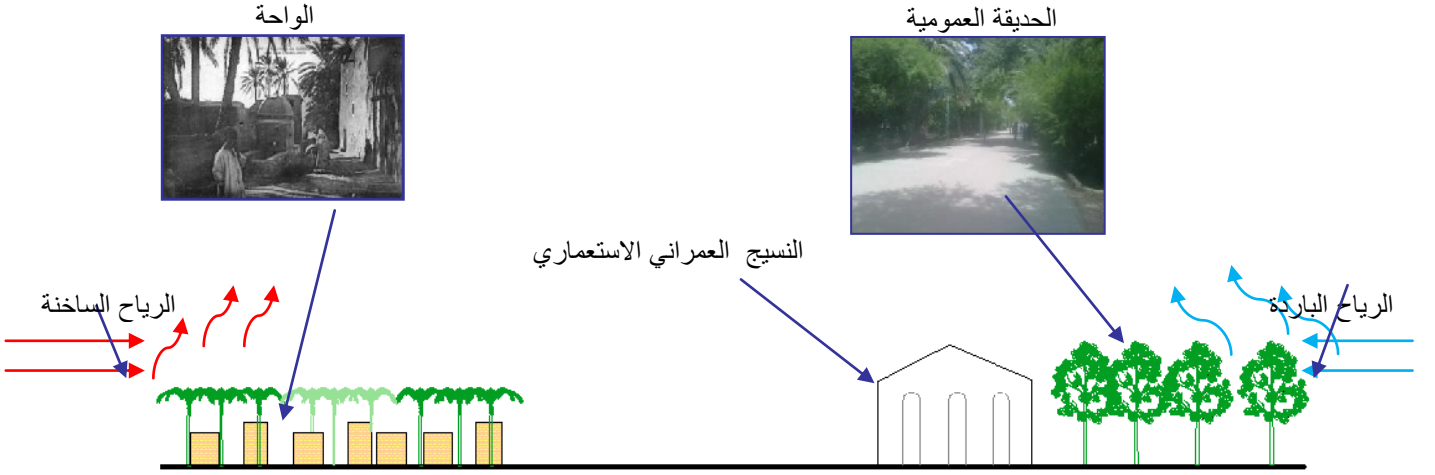 الحديقة العمومية
الواحة
النسيج العمراني الاستعماري
الرياح الباردة
الرياح الساخنة